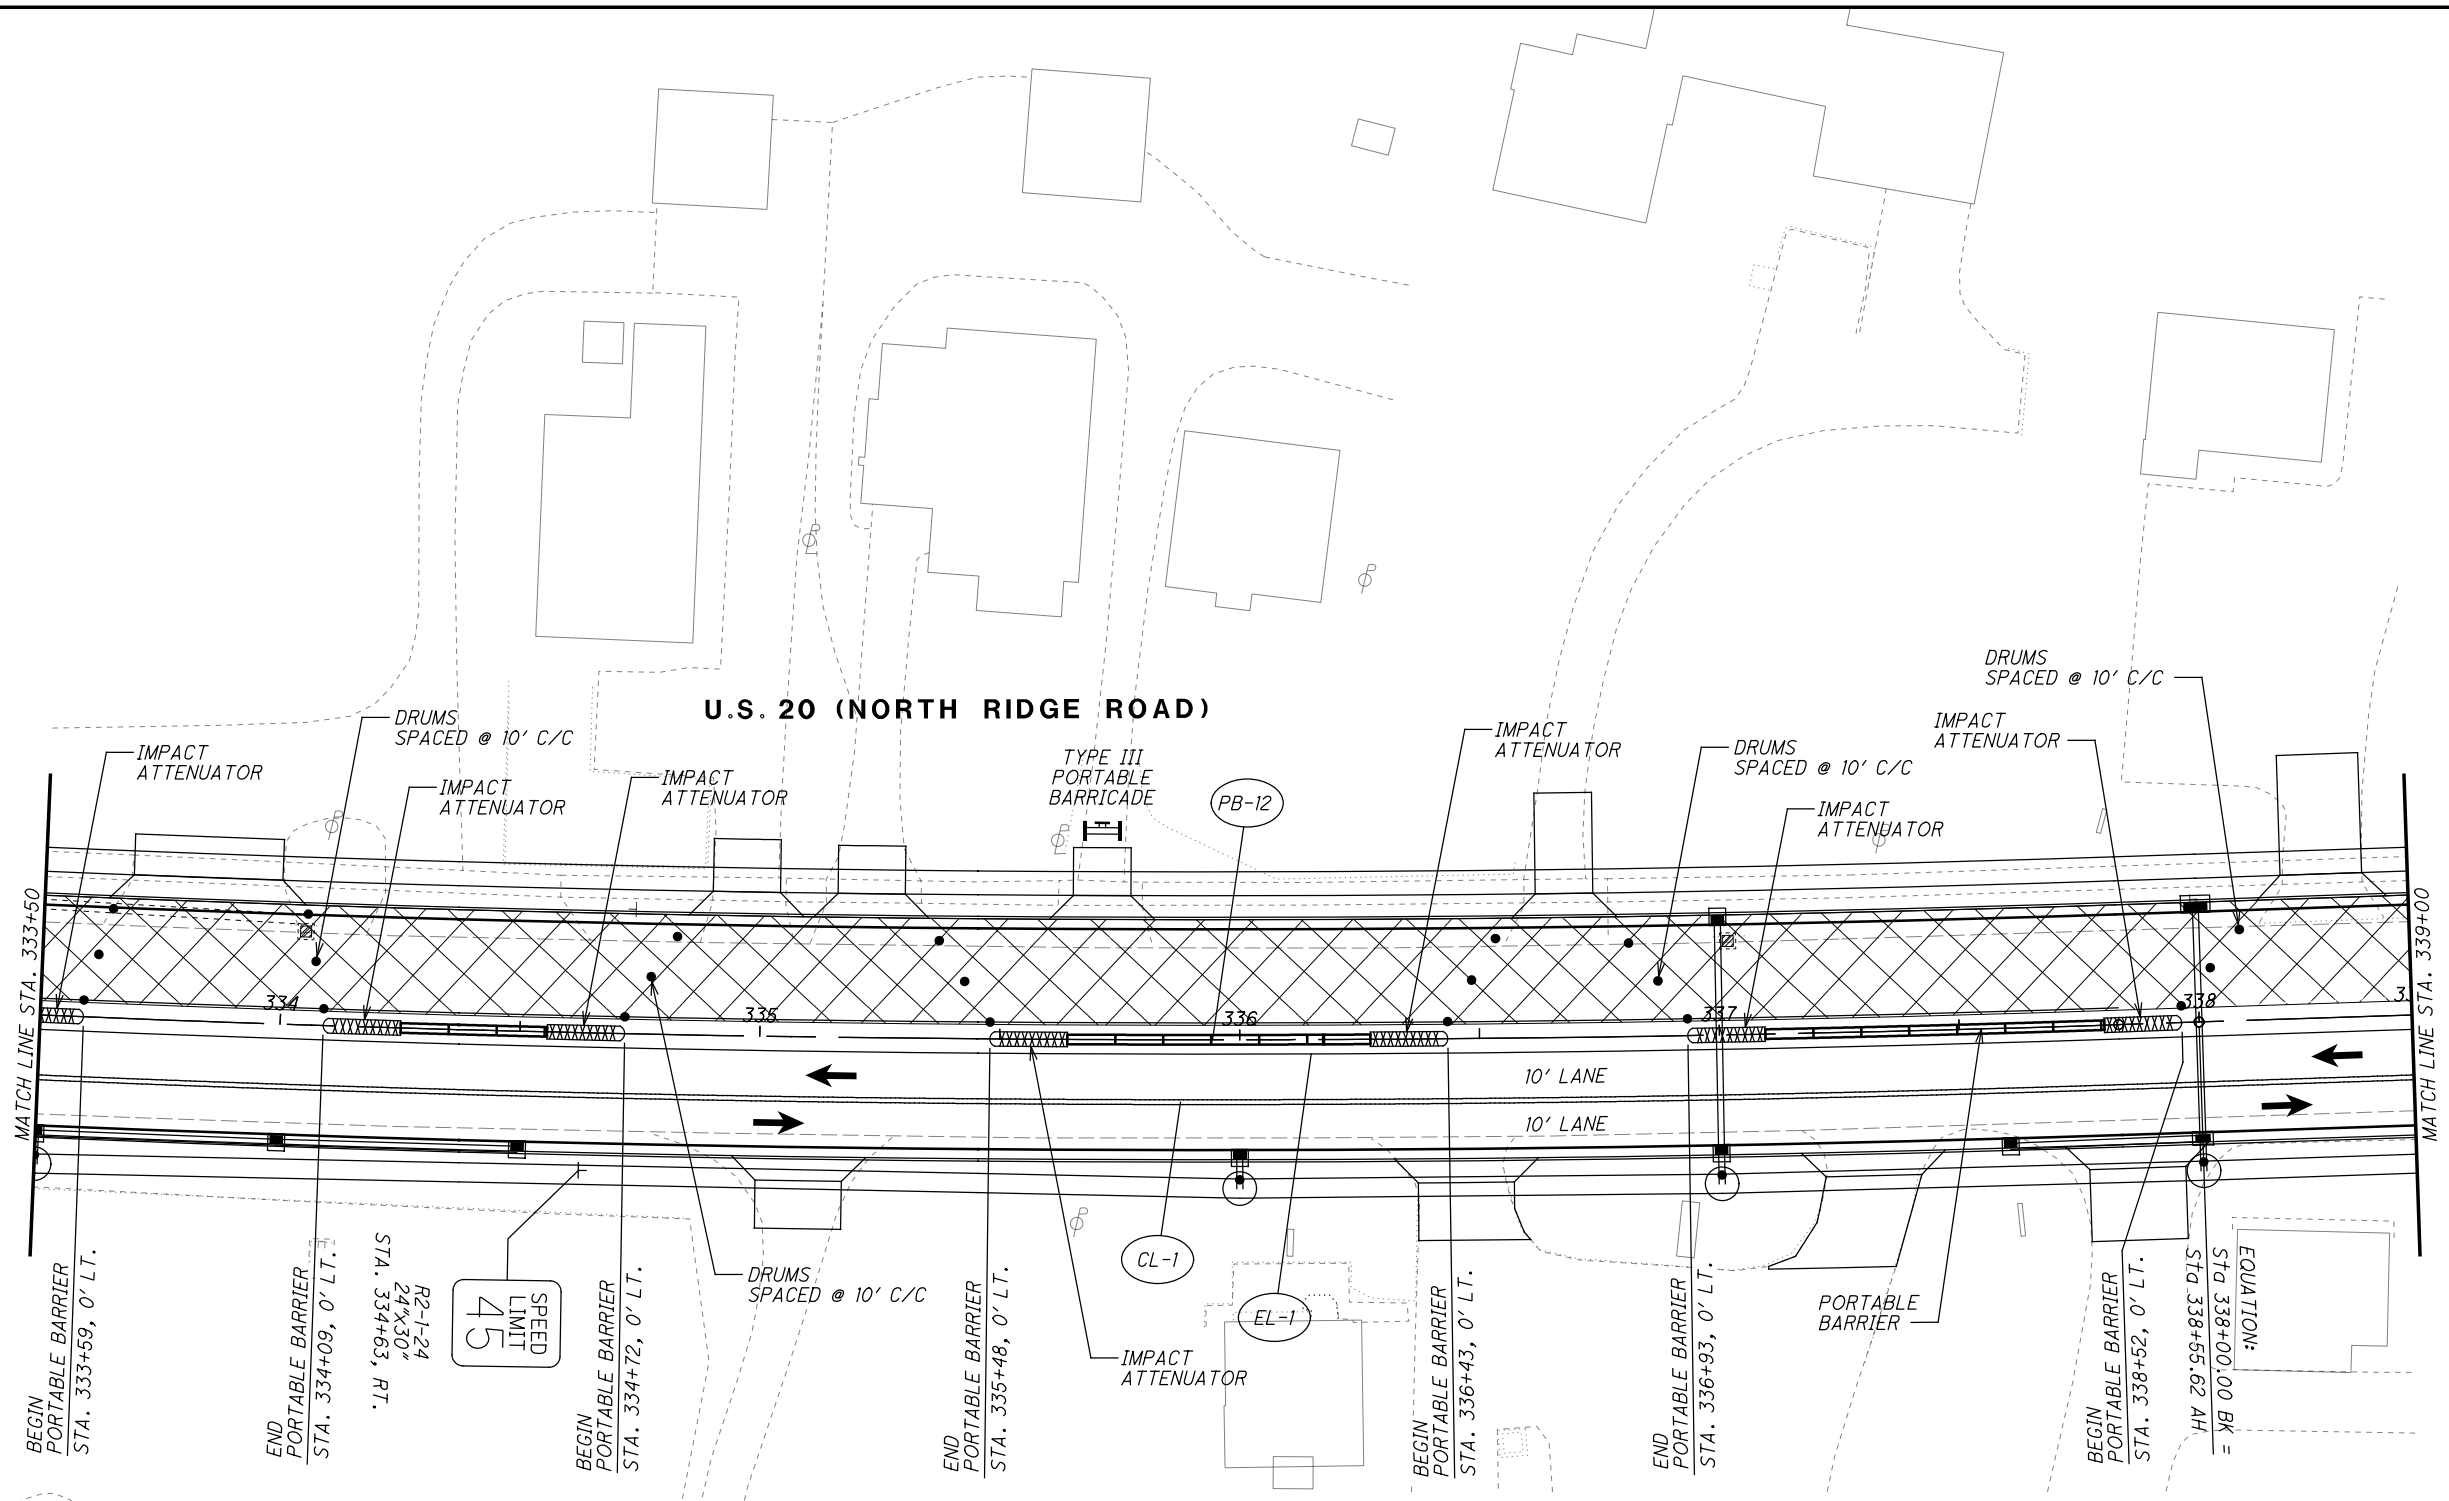 DRUMS
SPACED @ 10' C/C
U.S. 20 (NORTH RIDGE ROAD)
DRUMS
SPACED @ 10' C/C
IMPACT
ATTENUATOR
IMPACT
ATTENUATOR
IMPACT
ATTENUATOR
IMPACT
ATTENUATOR
TYPE III
PORTABLE
BARRICADE
PB-12
IMPACT
ATTENUATOR
DRUMS
SPACED @ 10' C/C
IMPACT
ATTENUATOR
IMPACT
ATTENUATOR
MATCH LINE STA. 333+50
MATCH LINE STA. 339+00
334
335
336
337
338
10' LANE
10' LANE
BEGIN
PORTABLE BARRIER
STA. 333+59, 0' LT.
END
PORTABLE BARRIER
STA. 334+09, 0' LT.
R2-1-24
24"x30"
STA. 334+63, RT.
SPEED
LIMIT
45
BEGIN
PORTABLE BARRIER
STA. 334+72, 0' LT.
DRUMS
SPACED @ 10' C/C
END
PORTABLE BARRIER
STA. 335+48, 0' LT.
CL-1
EL-1
IMPACT
ATTENUATOR
BEGIN
PORTABLE BARRIER
STA. 336+43, 0' LT.
END
PORTABLE BARRIER
STA. 336+93, 0' LT.
PORTABLE
BARRIER
BEGIN
PORTABLE BARRIER
STA. 338+52, 0' LT.
EQUATION:
Sta 338+00.00 BK =
Sta 338+55.62 AH